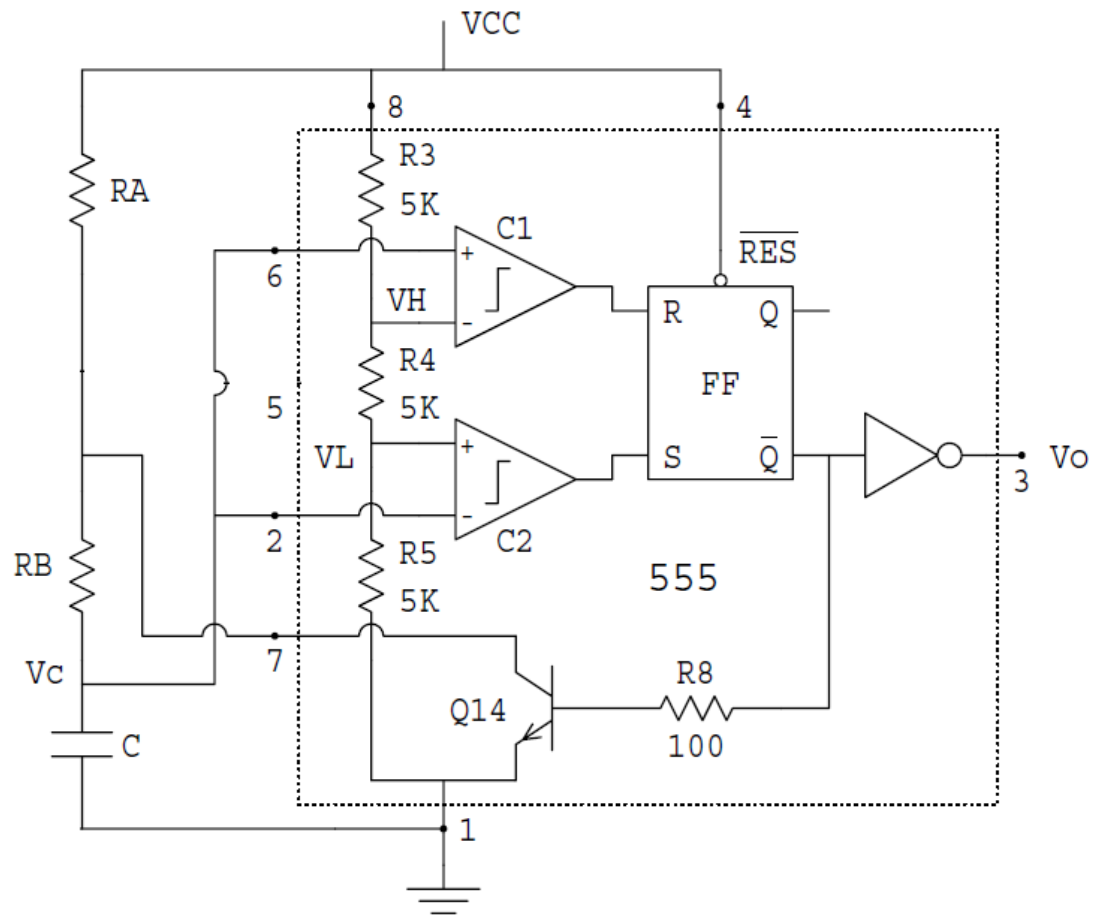 VCC
8
4
R3
5K
RA
C1
+
-
6
VH
RES
R
Q
FF
S
Q
R4
5K
5
VL
+
-
C2
2
Vo
3
RB
R5
5K
555
7
Vc
Q14
R8
100
C
1